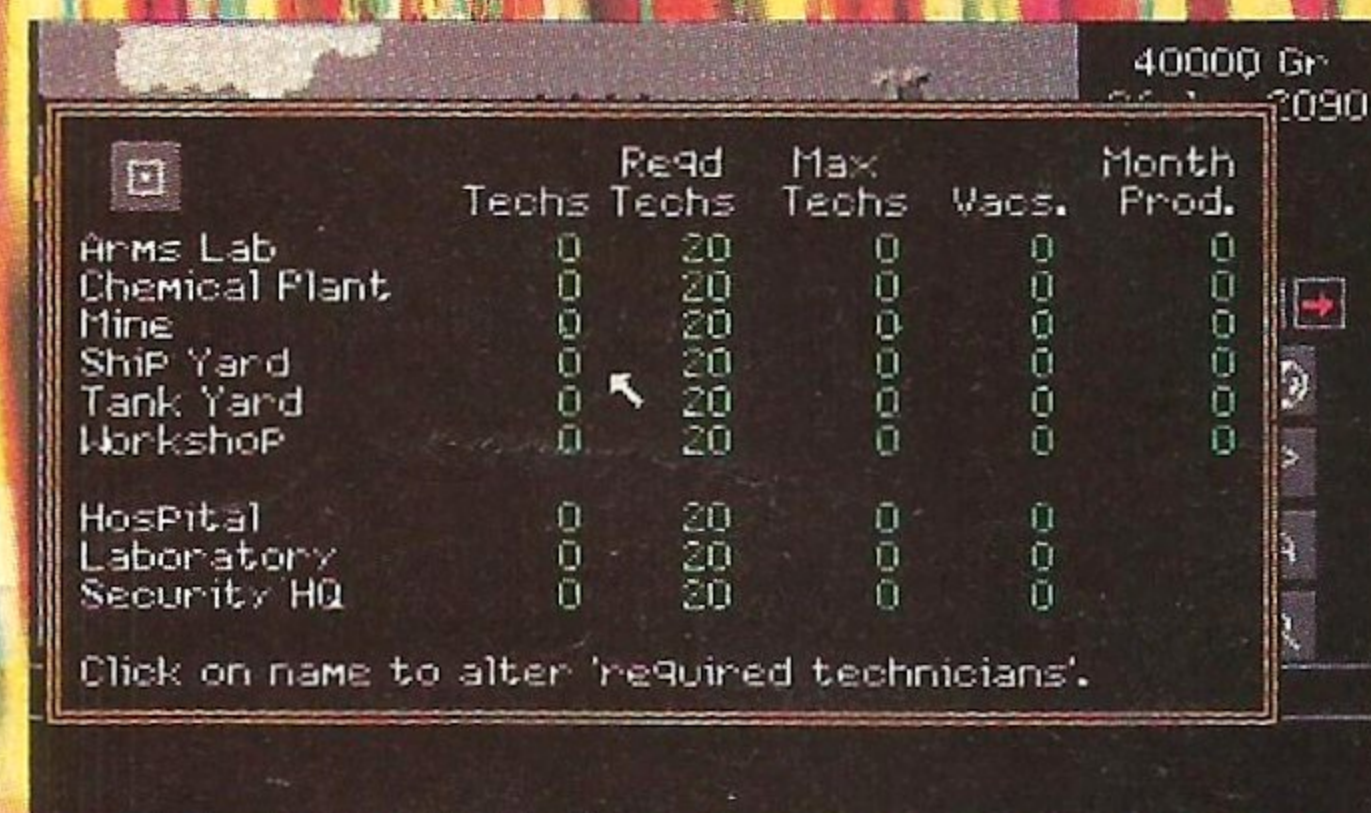 40000 Gr
2090
Reqd Max Month
Techs Techs Techs Vacs. Prod.
Arms Lab 0 20 0 0 0
Chemical Plant 0 20 0 0 0
Mine 0 20 0 0 0
Ship Yard 0 20 0 0 0
Tank Yard 0 20 0 0 0
Workshop 0 20 0 0 0
Hospital 0 20 0 0
Laboratory 0 20 0 0
Security HQ 0 20 0 0
Click on name to alter 'required technicians'.